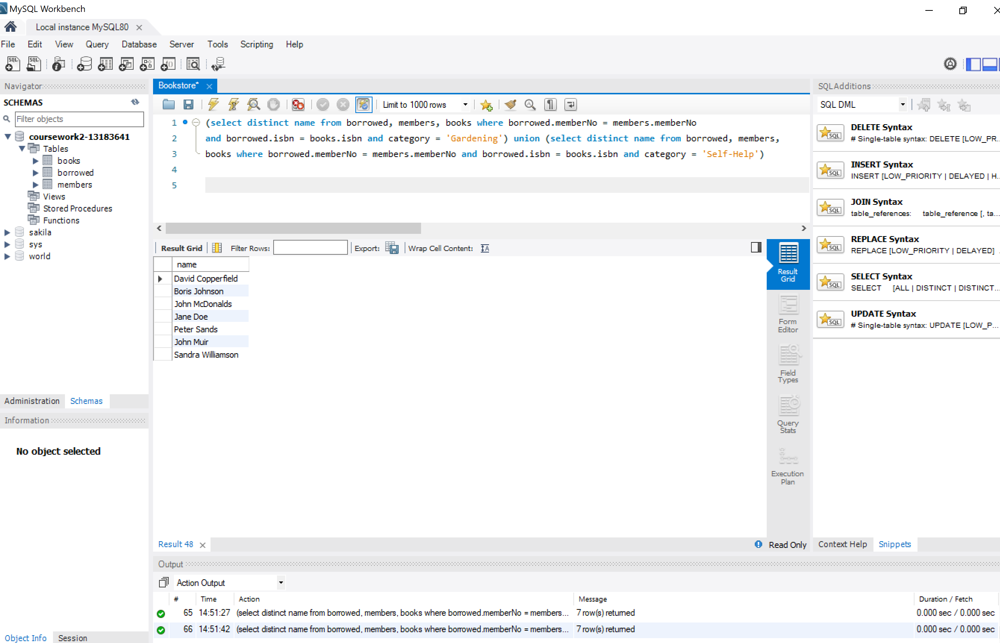 MySQL Workbench
Local instance MySQL80
File Edit View Query Database Server Tools Scripting Help
Navigator
SCHEMAS
Filter objects
coursework2-13183641
Tables
books
borrowed
members
Views
Stored Procedures
Functions
sakila
sys
world
Administration Schemas
Information
No object selected
Object Info Session
Bookstore*
Limit to 1000 rows
1 (select distinct name from borrowed, members, books where borrowed.memberNo = members.memberNo
2 and borrowed.isbn = books.isbn and category = 'Gardening') union (select distinct name from borrowed, members,
3 books where borrowed.memberNo = members.memberNo and borrowed.isbn = books.isbn and category = 'Self-Help')
4
5
Result Grid Filter Rows: Export: Wrap Cell Content:
name
David Copperfield
Boris Johnson
John McDonalds
Jane Doe
Peter Sands
John Muir
Sandra Williamson
Result
Grid
Form
Editor
Field
Types
Query
Stats
Execution
Plan
Result 48
Read Only
SQLAdditions
SQL DML
DELETE Syntax
# Single-table syntax: DELETE [LOW_PR...
INSERT Syntax
INSERT [LOW_PRIORITY | DELAYED | H...
JOIN Syntax
table_references: table_reference [, ta...
REPLACE Syntax
REPLACE [LOW_PRIORITY | DELAYED]
SELECT Syntax
SELECT [ALL | DISTINCT | DISTINCT...
UPDATE Syntax
# Single-table syntax: UPDATE [LOW_P...
Context Help Snippets
Output
Action Output
# Time Action Message Duration / Fetch
65 14:51:27 (select distinct name from borrowed, members, books where borrowed.memberNo = members... 7 row(s) returned 0.000 sec / 0.000 sec
66 14:51:42 (select distinct name from borrowed, members, books where borrowed.memberNo = members... 7 row(s) returned 0.000 sec / 0.000 sec